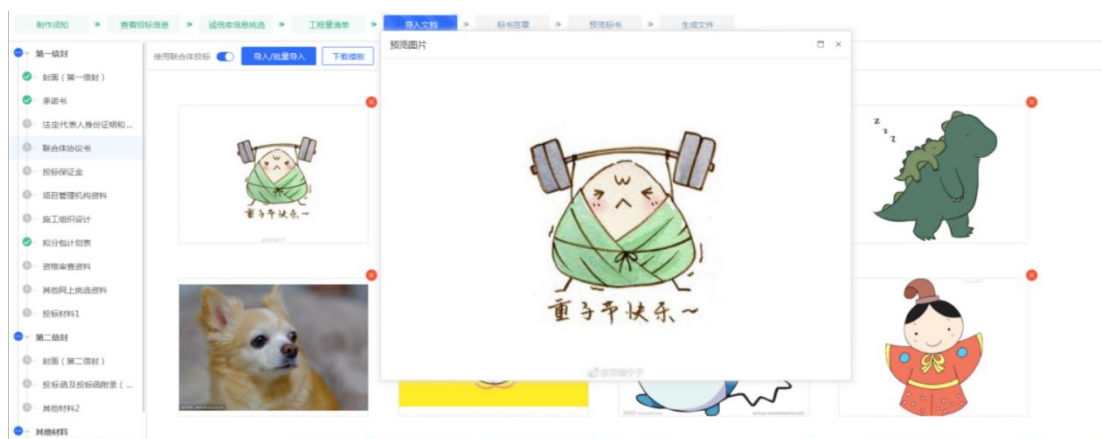 制作须知
查看招标信息
诚信库信息挑选
工程量清单
导入文档
标书签章
预览标书
生成文件
第一信封
封面（第一信封）
承诺书
法定代表人身份证明和...
联合体协议书
投标保证金
项目管理机构资料
施工组织设计
拟分包计划表
资格审查资料
其他网上挑选资料
投标材料1
第二信封
封面（第二信封）
投标函及投标函附录（...
其他材料2
其他材料
使用联合体投标
导入/批量导入
下载模板
重子节快乐~
预览图片
重子节快乐~
z z z